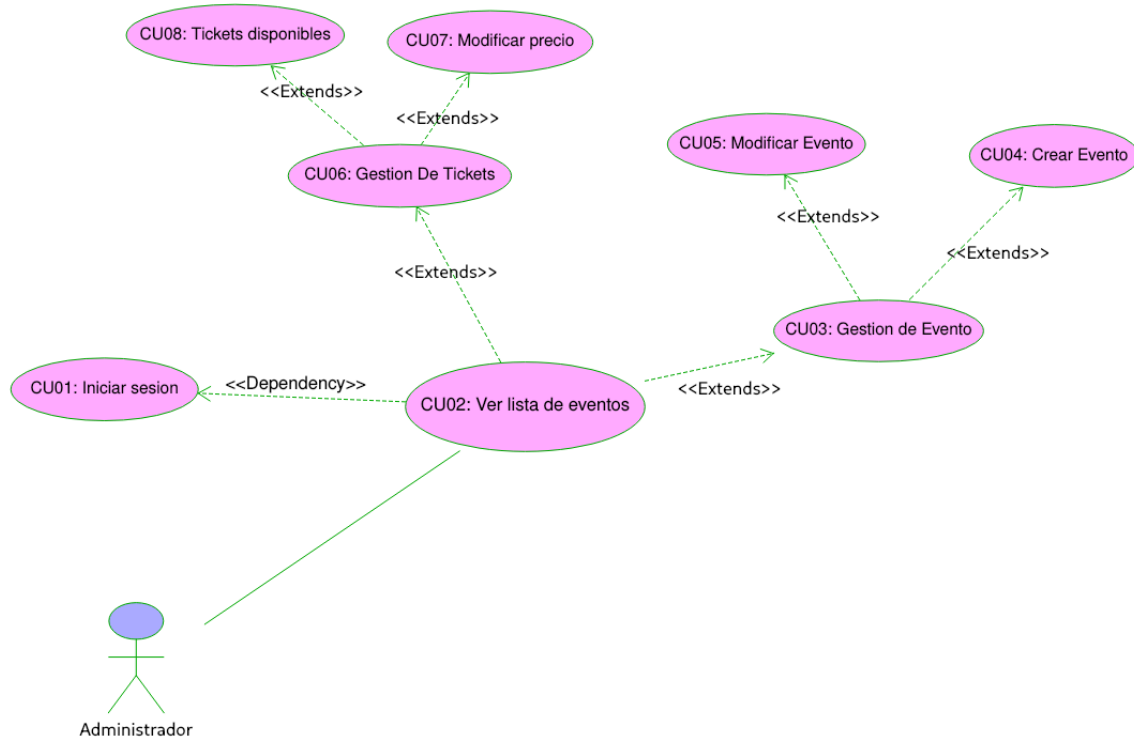 CU08: Tickets disponibles
CU07: Modificar precio
<<Extends>>
<<Extends>>
CU05: Modificar Evento
CU04: Crear Evento
CU06: Gestion De Tickets
<<Extends>>
<<Extends>>
<<Extends>>
CU03: Gestion de Evento
CU01: Iniciar sesion
<<Dependency>>
<<Extends>>
CU02: Ver lista de eventos
Administrador